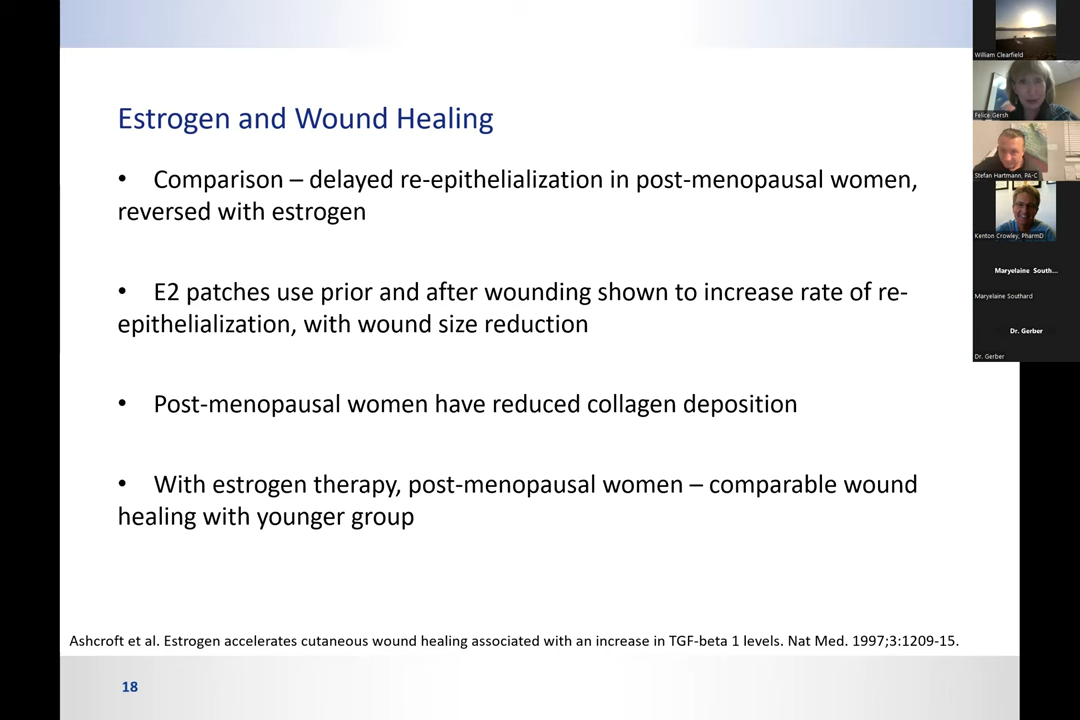 Estrogen and Wound Healing
• Comparison – delayed re-epithelialization in post-menopausal women,
reversed with estrogen
• E2 patches use prior and after wounding shown to increase rate of re-
epithelialization, with wound size reduction
• Post-menopausal women have reduced collagen deposition
• With estrogen therapy, post-menopausal women – comparable wound
healing with younger group
Ashcroft et al. Estrogen accelerates cutaneous wound healing associated with an increase in TGF-beta 1 levels. Nat Med. 1997;3:1209-15.
18
William Clearfield
Felice Gersh
Stefan Hartmann, PA-C
Kenton Crowley, PharmD
Maryelaine South...
Maryelaine Southard
Dr. Gerber
Dr. Gerber